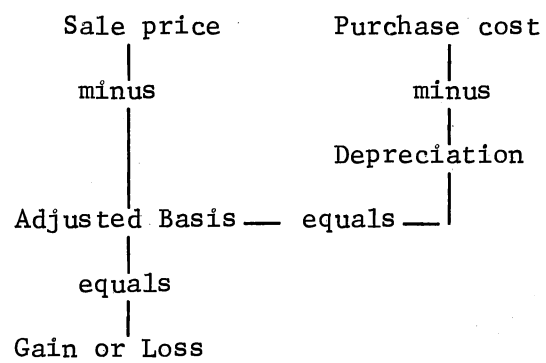 Sale price Purchase cost
minus minus
Depreciation
Adjusted Basis equals
equals
Gain or Loss